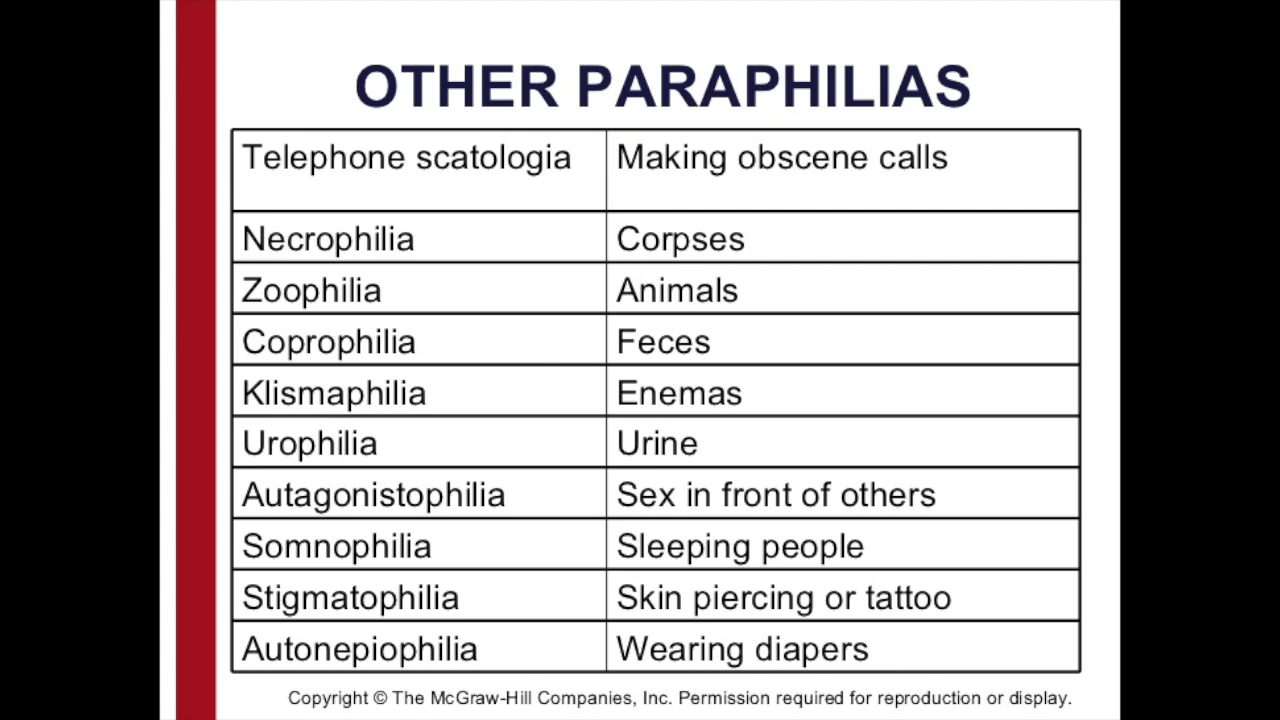 OTHER PARAPHILIAS
Telephone scatologia Making obscene calls
Necrophilia Corpses
Zoophilia Animals
Coprophilia Feces
Klismaphilia Enemas
Urophilia Urine
Autagonistophilia Sex in front of others
Somnophilia Sleeping people
Stigmatophilia Skin piercing or tattoo
Autonepiophilia Wearing diapers
Copyright © The McGraw-Hill Companies, Inc. Permission required for reproduction or display.